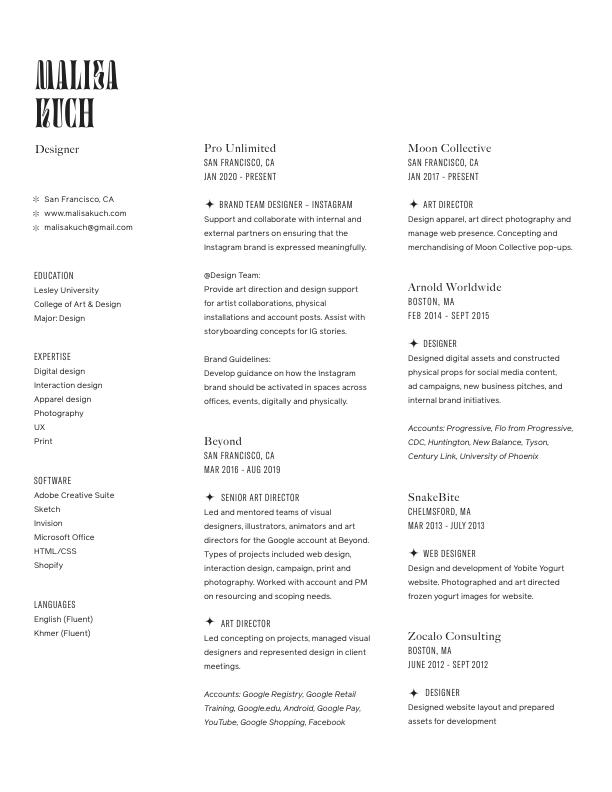 MALISA
KUCH
Designer
San Francisco, CA
www.malisakuch.com
malisakuch@gmail.com
EDUCATION
Lesley University
College of Art & Design
Major: Design
EXPERTISE
Digital design
Interaction design
Apparel design
Photography
UX
Print
SOFTWARE
Adobe Creative Suite
Sketch
Invision
Microsoft Office
HTML/CSS
Shopify
LANGUAGES
English (Fluent)
Khmer (Fluent)
Pro Unlimited
SAN FRANCISCO, CA
JAN 2020 - PRESENT
BRAND TEAM DESIGNER – INSTAGRAM
Support and collaborate with internal and
external partners on ensuring that the
Instagram brand is expressed meaningfully.
@Design Team:
Provide art direction and design support
for artist collaborations, physical
installations and account posts. Assist with
storyboarding concepts for IG stories.
Brand Guidelines:
Develop guidance on how the Instagram
brand should be activated in spaces across
offices, events, digitally and physically.
Beyond
SAN FRANCISCO, CA
MAR 2016 - AUG 2019
SENIOR ART DIRECTOR
Led and mentored teams of visual
designers, illustrators, animators and art
directors for the Google account at Beyond.
Types of projects included web design,
interaction design, campaign, print and
photography. Worked with account and PM
on resourcing and scoping needs.
ART DIRECTOR
Led concepting on projects, managed visual
designers and represented design in client
meetings.
Accounts: Google Registry, Google Retail
Training, Google.edu, Android, Google Pay,
YouTube, Google Shopping, Facebook
Moon Collective
SAN FRANCISCO, CA
JAN 2017 - PRESENT
ART DIRECTOR
Design apparel, art direct photography and
manage web presence. Concepting and
merchandising of Moon Collective pop-ups.
Arnold Worldwide
BOSTON, MA
FEB 2014 - SEPT 2015
DESIGNER
Designed digital assets and constructed
physical props for social media content,
ad campaigns, new business pitches, and
internal brand initiatives.
Accounts: Progressive, Flo from Progressive,
CDC, Huntington, New Balance, Tyson,
Century Link, University of Phoenix
SnakeBite
CHELMSFORD, MA
MAR 2013 - JULY 2013
WEB DESIGNER
Design and development of Yobite Yogurt
website. Photographed and art directed
frozen yogurt images for website.
Zocalo Consulting
BOSTON, MA
JUNE 2012 - SEPT 2012
DESIGNER
Designed website layout and prepared
assets for development